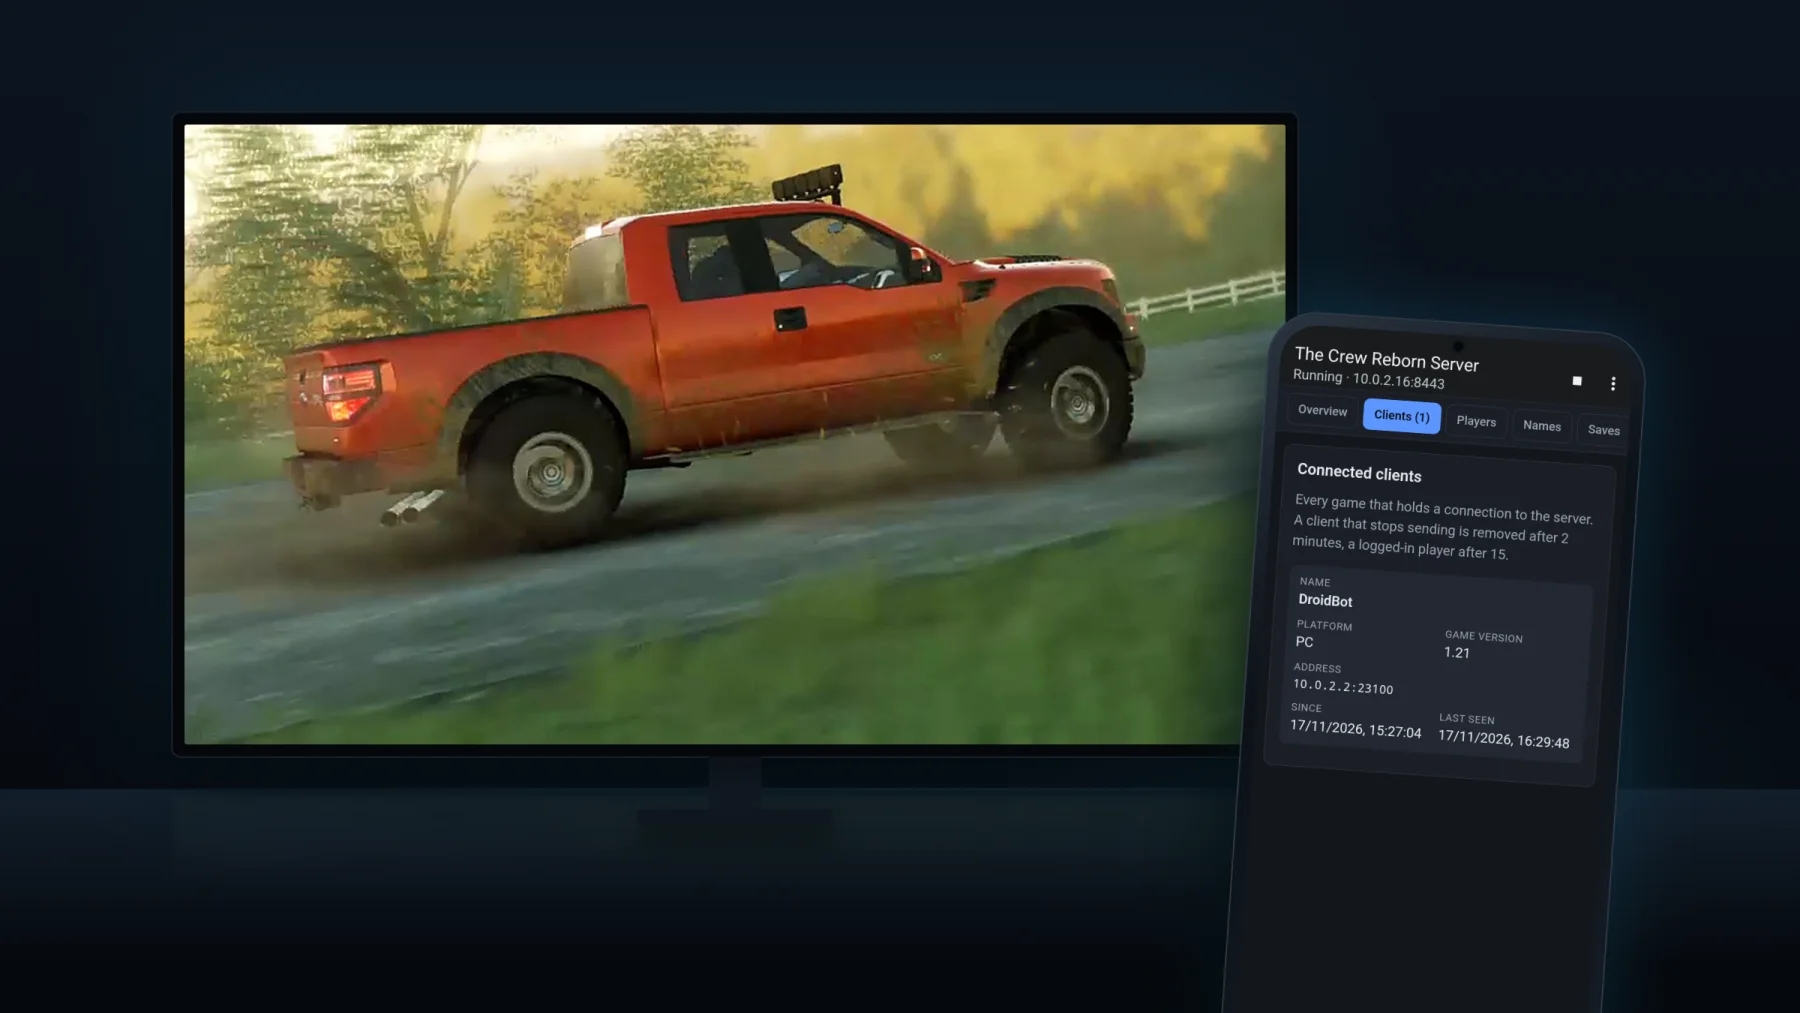 The Crew Reborn Server
Running · 10.0.2.16:8443
Overview
Clients (1)
Players
Names
Saves
Connected clients
Every game that holds a connection to the server.
A client that stops sending is removed after 2
minutes, a logged-in player after 15.
NAME
DroidBot
PLATFORM
PC
GAME VERSION
1.21
ADDRESS
10.0.2.2:23100
SINCE
17/11/2026, 15:27:04
LAST SEEN
17/11/2026, 16:29:48